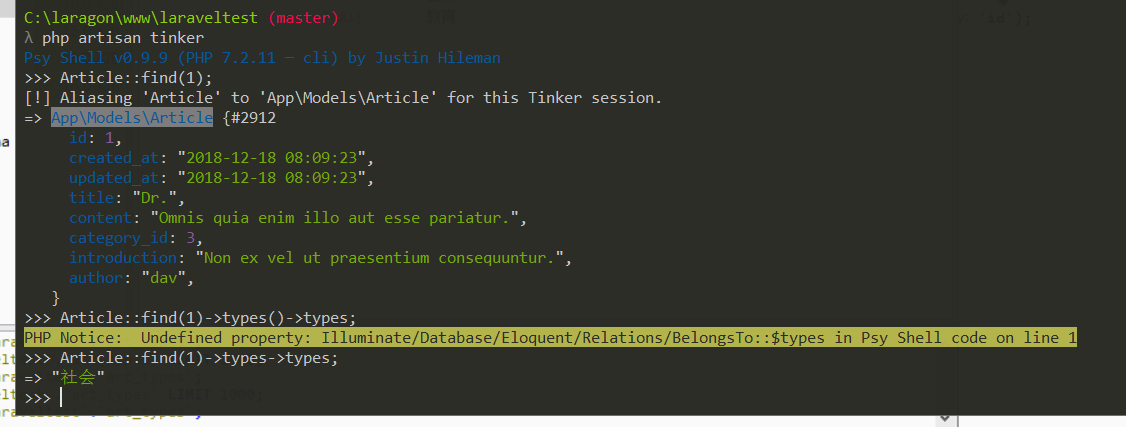 C:\laragon\www\laraveltest (master)
λ php artisan tinker
Psy Shell v0.9.9 (PHP 7.2.11 — cli) by Justin Hileman
>>> Article::find(1);
[!] Aliasing 'Article' to 'App\Models\Article' for this Tinker session.
=> App\Models\Article {#2912
id: 1,
created_at: "2018-12-18 08:09:23",
updated_at: "2018-12-18 08:09:23",
title: "Dr.",
content: "Omnis quia enim illo aut esse pariatur.",
category_id: 3,
introduction: "Non ex vel ut praesentium consequuntur.",
author: "dav",
}
>>> Article::find(1)->types()->types;
PHP Notice:  Undefined property: Illuminate/Database/Eloquent/Relations/BelongsTo::$types in Psy Shell code on line 1
>>> Article::find(1)->types->types;
=> "社会"
>>>